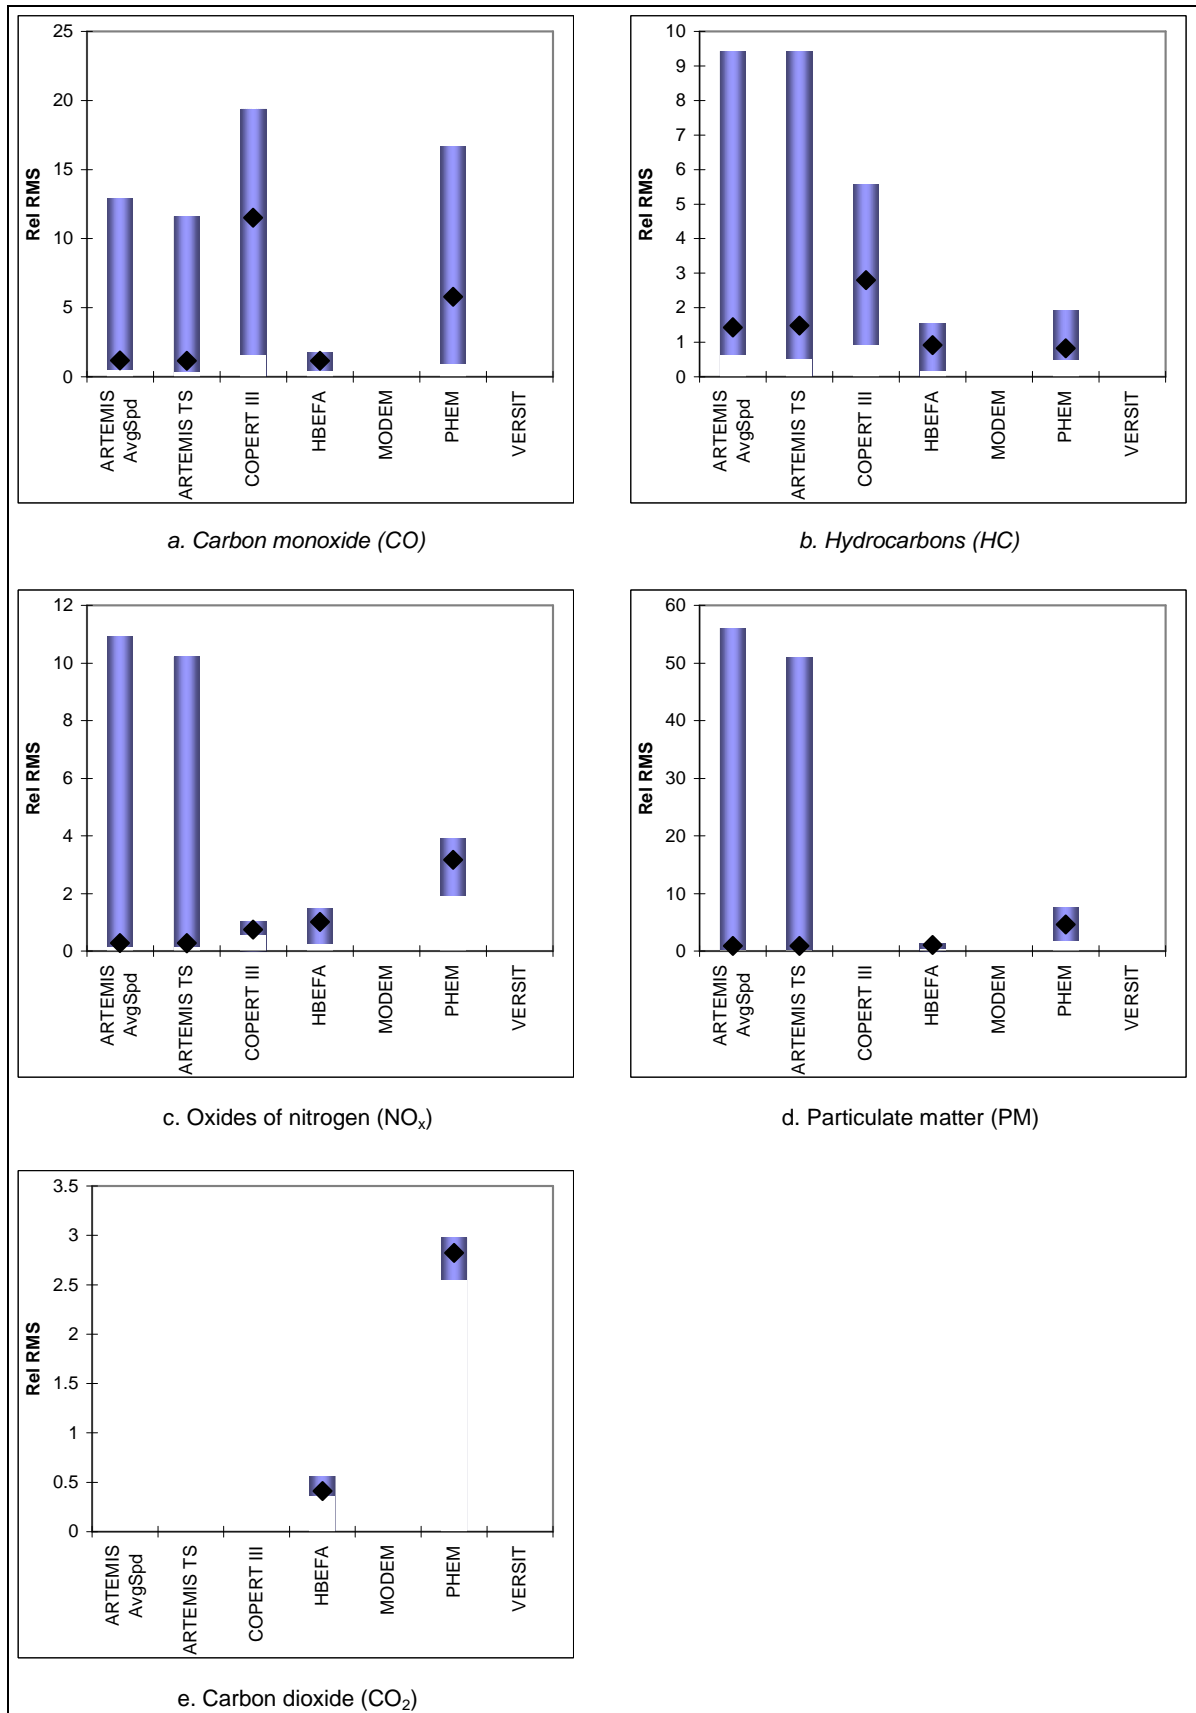 25
20
15
10
5
0
Rel RMS
ARTEMIS
AvgSpd
ARTEMIS TS
COPERT III
HBEFA
MODEM
PHEM
VERSIT
a. Carbon monoxide (CO)
10
9
8
7
6
5
4
3
2
1
0
Rel RMS
ARTEMIS
AvgSpd
ARTEMIS TS
COPERT III
HBEFA
MODEM
PHEM
VERSIT
b. Hydrocarbons (HC)
12
10
8
6
4
2
0
Rel RMS
ARTEMIS
AvgSpd
ARTEMIS TS
COPERT III
HBEFA
MODEM
PHEM
VERSIT
c. Oxides of nitrogen (NOx)
60
50
40
30
20
10
0
Rel RMS
ARTEMIS
AvgSpd
ARTEMIS TS
COPERT III
HBEFA
MODEM
PHEM
VERSIT
d. Particulate matter (PM)
3.5
3
2.5
2
1.5
1
0.5
0
Rel RMS
ARTEMIS
AvgSpd
ARTEMIS TS
COPERT III
HBEFA
MODEM
PHEM
VERSIT
e. Carbon dioxide (CO2)